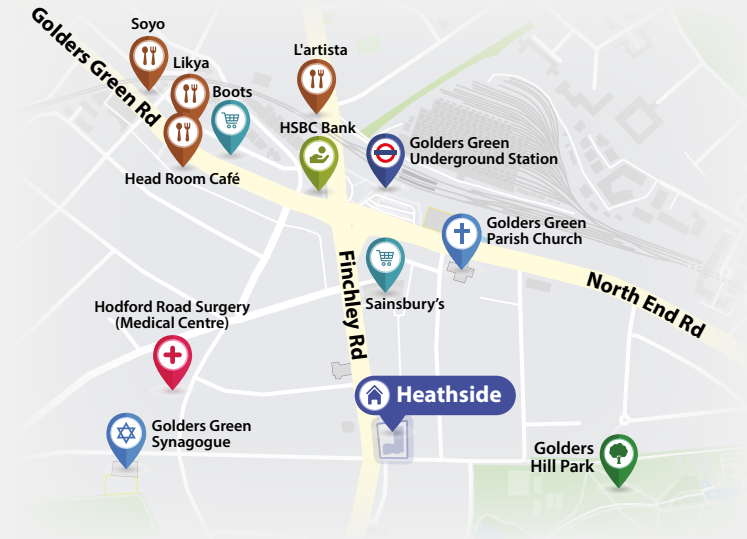 Soyo
Golders Green Rd
Likya
L'artista
Boots
HSBC Bank
Golders Green
Underground Station
Head Room Café
Golders Green
Parish Church
Finchley Rd
Sainsbury's
North End Rd
Hodford Road Surgery
(Medical Centre)
Heathside
Golders Green
Synagogue
Golders
Hill Park